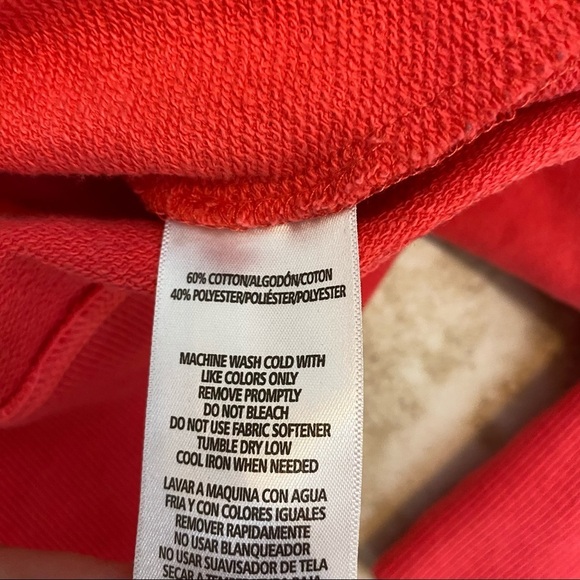 60% COTTON/ALGODÓN/COTON
40% POLYESTER/POLIÉSTER/POLYESTER
MACHINE WASH COLD WITH
LIKE COLORS ONLY
REMOVE PROMPTLY
DO NOT BLEACH
DO NOT USE FABRIC SOFTENER
TUMBLE DRY LOW
COOL IRON WHEN NEEDED
LAVAR A MAQUINA CON AGUA
FRIA Y CON COLORES IGUALES
REMOVER RAPIDAMENTE
NO USAR BLANQUEADOR
NO USAR SUAVISADOR DE TELA
SECAR A